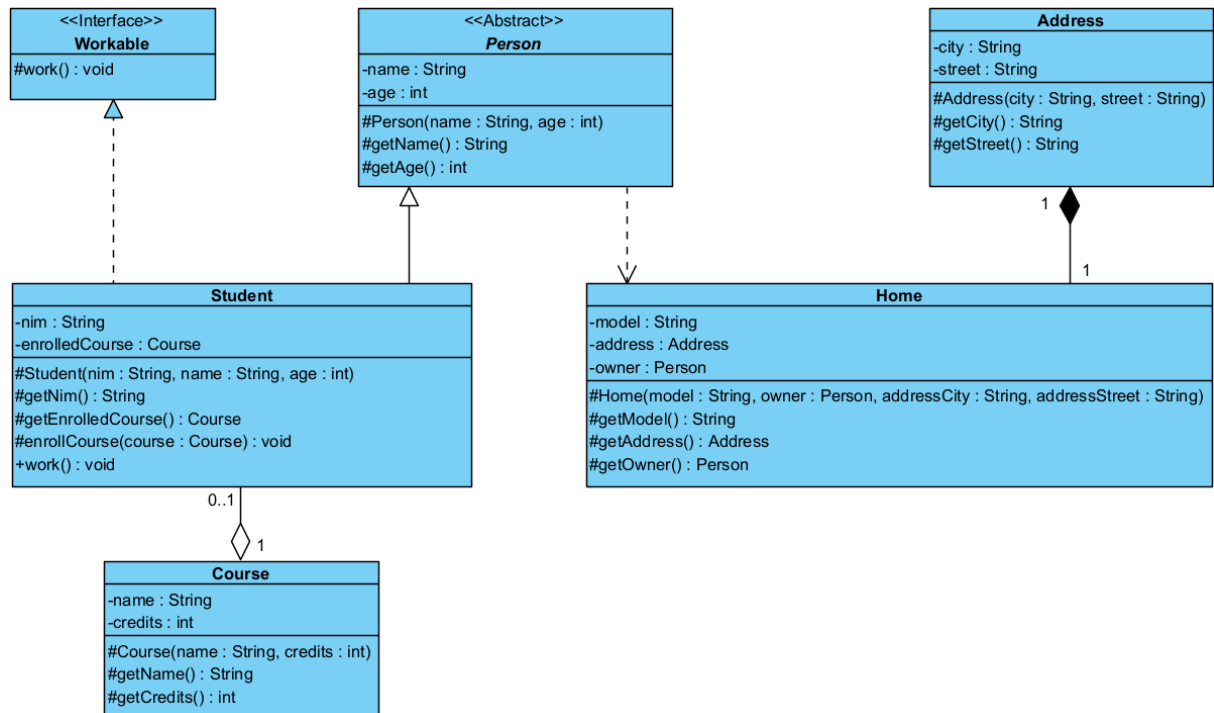 <<Interface>>
Workable
#work() : void
<<Abstract>>
Person
-name : String
-age : int
#Person(name : String, age : int)
#getName() : String
#getAge() : int
Address
-city : String
-street : String
#Address(city : String, street : String)
#getCity() : String
#getStreet() : String
1
1
Student
-nim : String
-enrolledCourse : Course
#Student(nim : String, name : String, age : int)
#getNim() : String
#getEnrolledCourse() : Course
#enrollCourse(course : Course) : void
+work() : void
Home
-model : String
-address : Address
-owner : Person
#Home(model : String, owner : Person, addressCity : String, addressStreet : String)
#getModel() : String
#getAddress() : Address
#getOwner() : Person
0..1
1
Course
-name : String
-credits : int
#Course(name : String, credits : int)
#getName() : String
#getCredits() : int